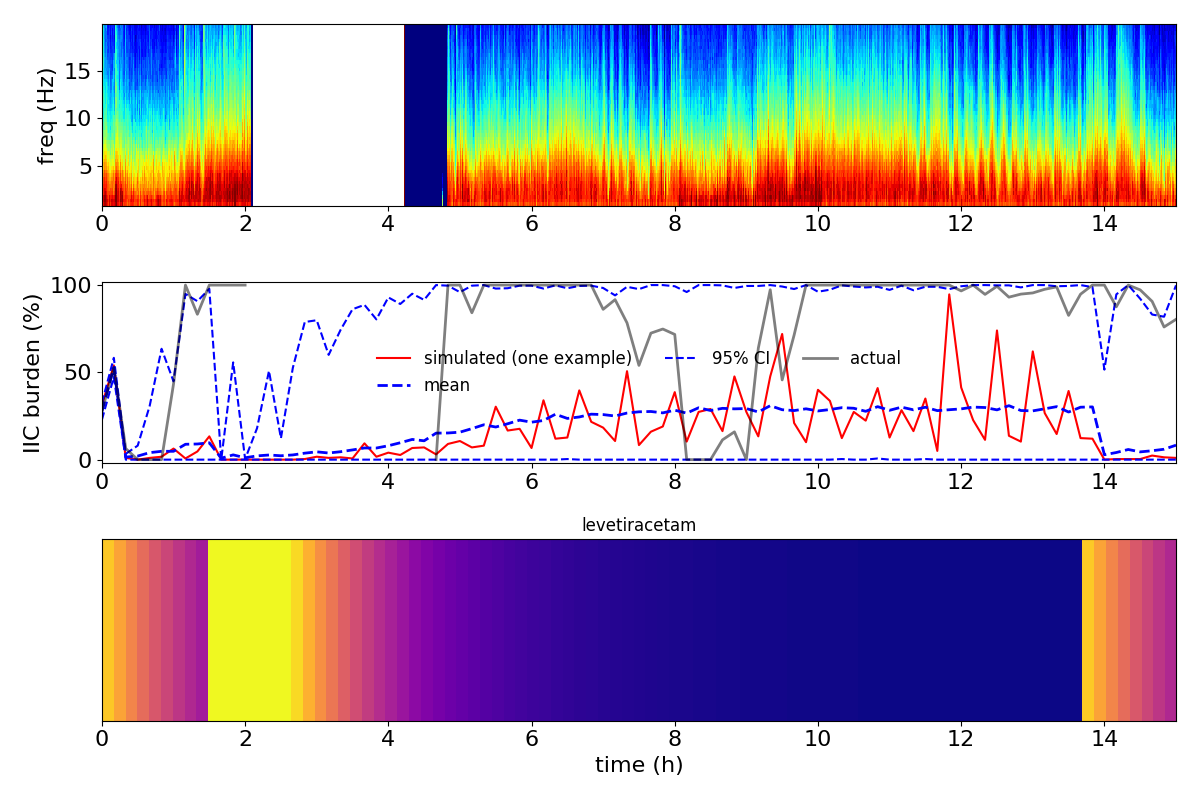 freq (Hz)
15
10
5
0 2 4 6 8 10 12 14
IIC burden (%)
100
50
0
simulated (one example) 95% CI actual
mean
0 2 4 6 8 10 12 14
levetiracetam
0 2 4 6 8 10 12 14
time (h)